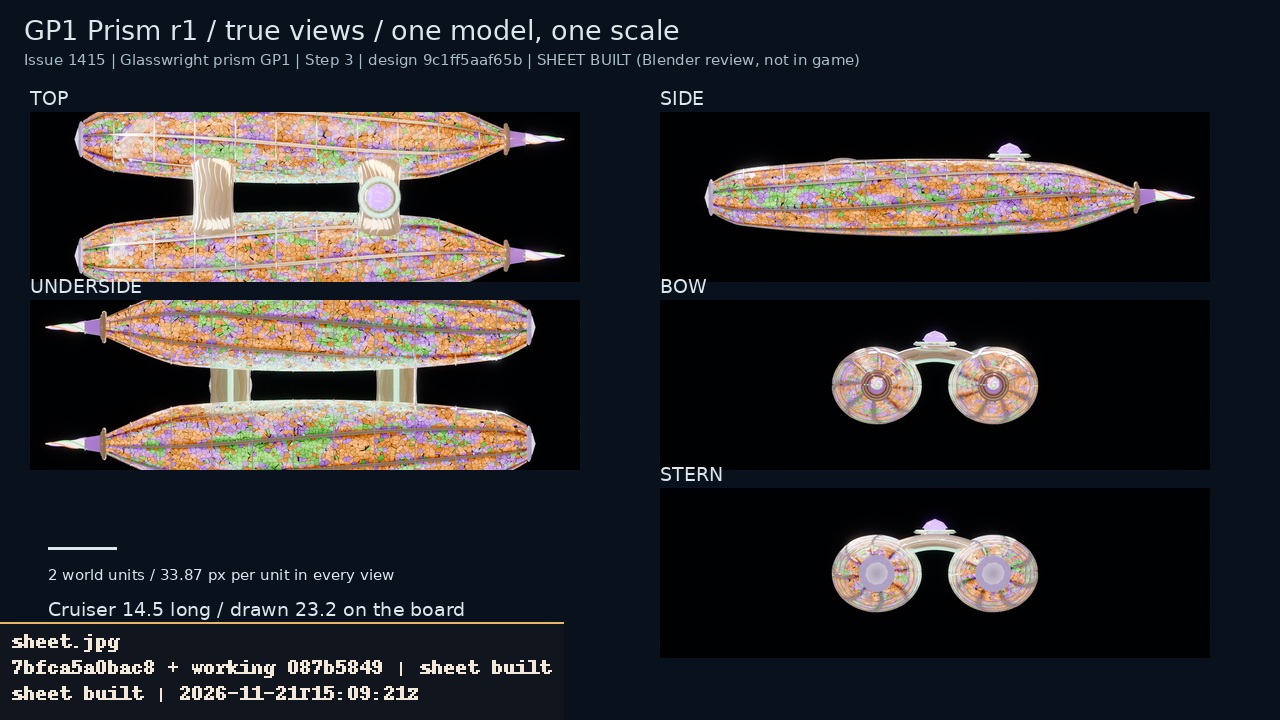 GP1 Prism r1 / true views / one model, one scale
Issue 1415 | Glasswright prism GP1 | Step 3 | design 9c1ff5aaf65b | SHEET BUILT (Blender review, not in game)
TOP
SIDE
UNDERSIDE
BOW
STERN
2 world units / 33.87 px per unit in every view
Cruiser 14.5 long / drawn 23.2 on the board
sheet.jpg
7bfca5a0bac8 + working 087b5849 | sheet built
sheet built | 2026-11-21T15:09:21Z